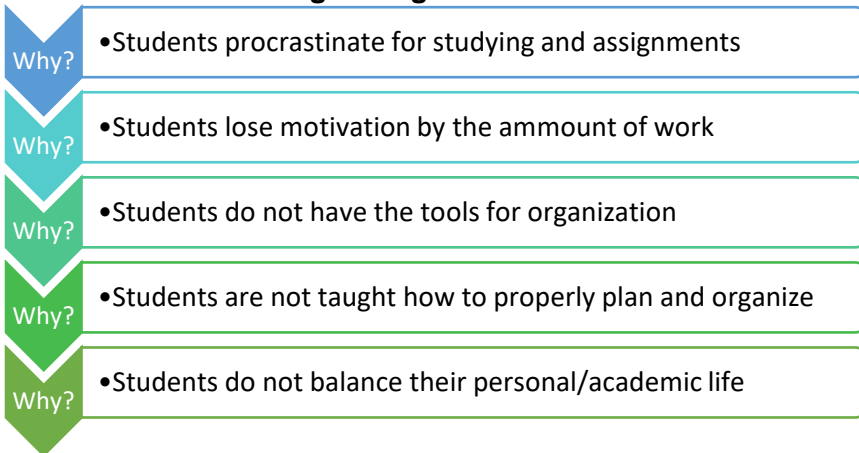 Why?
•Students procrastinate for studying and assignments
Why?
•Students lose motivation by the ammount of work
Why?
•Students do not have the tools for organization
Why?
•Students are not taught how to properly plan and organize
Why?
•Students do not balance their personal/academic life